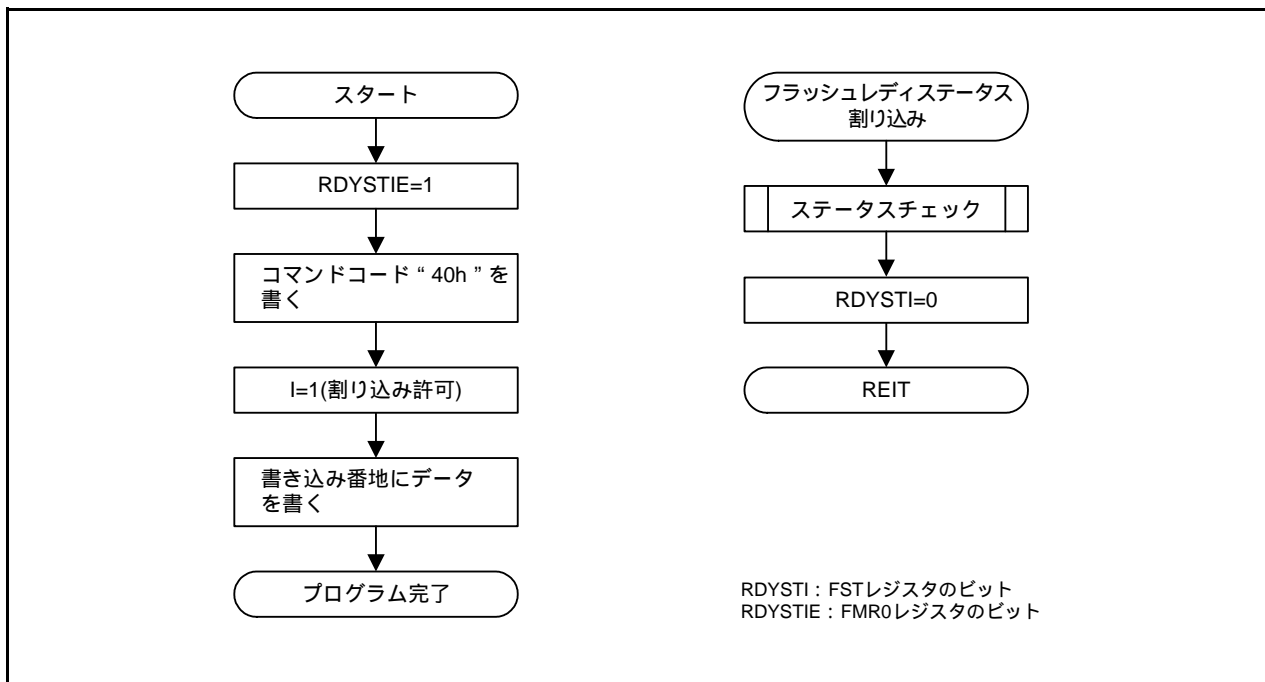 スタート
RDYSTIE=1
コマンドコード“40h”を
書く
I=1(割り込み許可)
書き込み番地にデータ
を書く
プログラム完了
フラッシュレディステータス
割り込み
ステータスチェック
RDYSTI=0
REIT
RDYSTI：FSTレジスタのビット
RDYSTIE：FMR0レジスタのビット